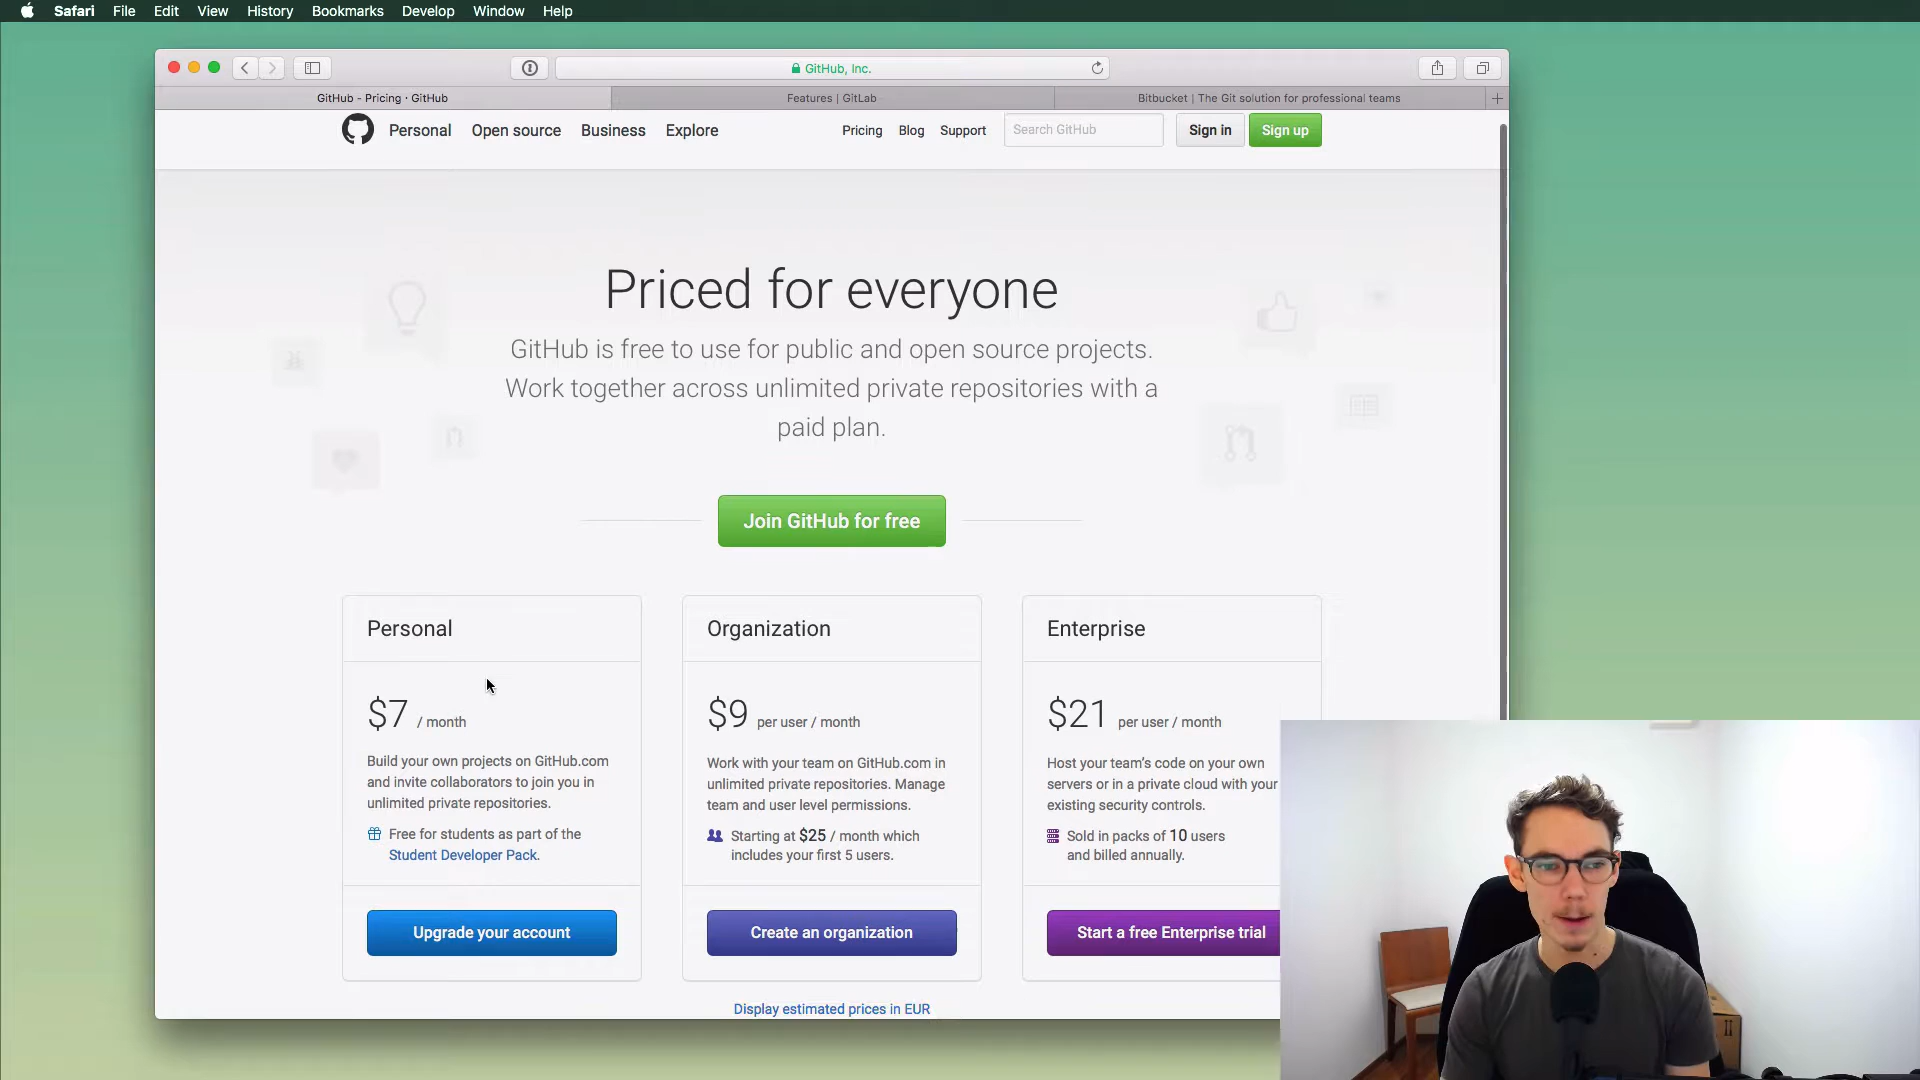 Safari File Edit View History Bookmarks Develop Window Help
GitHub, Inc.
GitHub - Pricing · GitHub
Features | GitLab
Bitbucket | The Git solution for professional teams
Personal Open source Business Explore
Pricing Blog Support
Search GitHub
Sign in
Sign up
Priced for everyone
GitHub is free to use for public and open source projects.
Work together across unlimited private repositories with a
paid plan.
Join GitHub for free
Personal
$7 / month
Build your own projects on GitHub.com
and invite collaborators to join you in
unlimited private repositories.
Free for students as part of the
Student Developer Pack.
Upgrade your account
Organization
$9 per user / month
Work with your team on GitHub.com in
unlimited private repositories. Manage
team and user level permissions.
Starting at $25 / month which
includes your first 5 users.
Create an organization
Enterprise
$21 per user / month
Host your team's code on your own
servers or in a private cloud with your
existing security controls.
Sold in packs of 10 users
and billed annually.
Start a free Enterprise trial
Display estimated prices in EUR